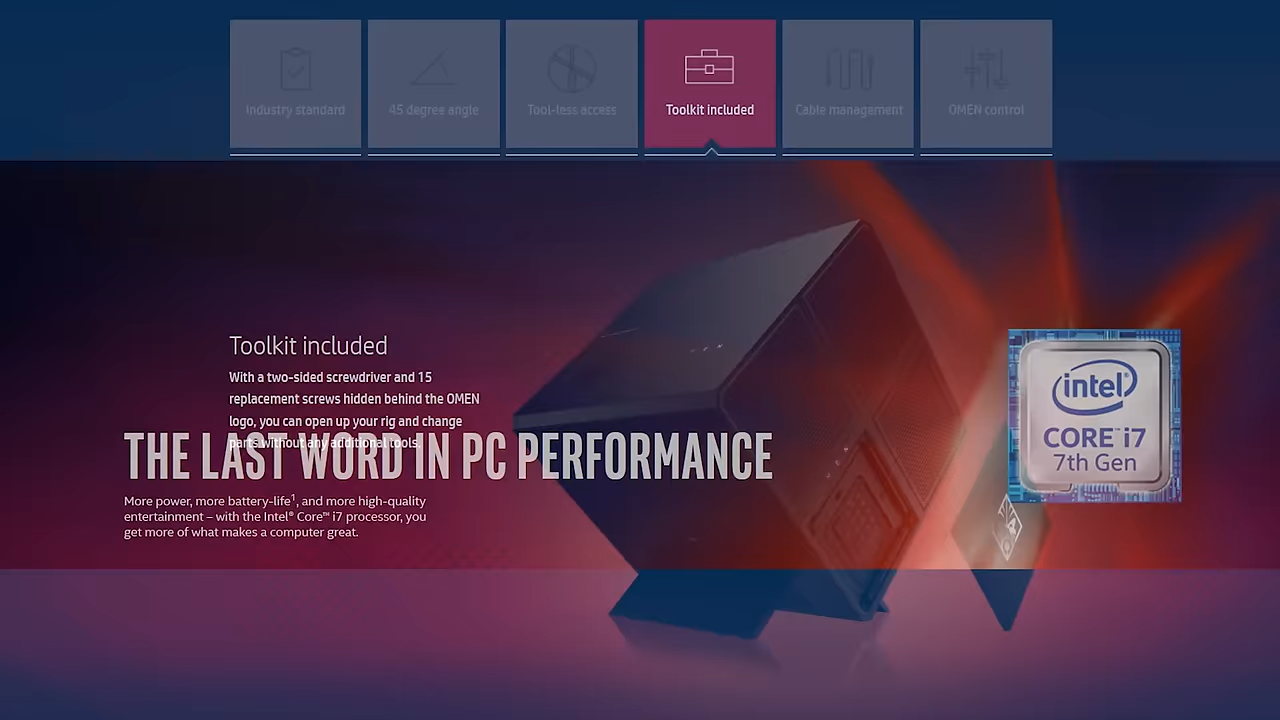 Industry standard
45 degree angle
Tool-less access
Toolkit included
Cable management
OMEN control
Toolkit included
With a two-sided screwdriver and 15
replacement screws hidden behind the OMEN
logo, you can open up your rig and change
parts without any additional tools.
THE LAST WORD IN PC PERFORMANCE
More power, more battery-life¹, and more high-quality
entertainment – with the Intel® Core™ i7 processor, you
get more of what makes a computer great.
intel®
CORE™ i7
7th Gen